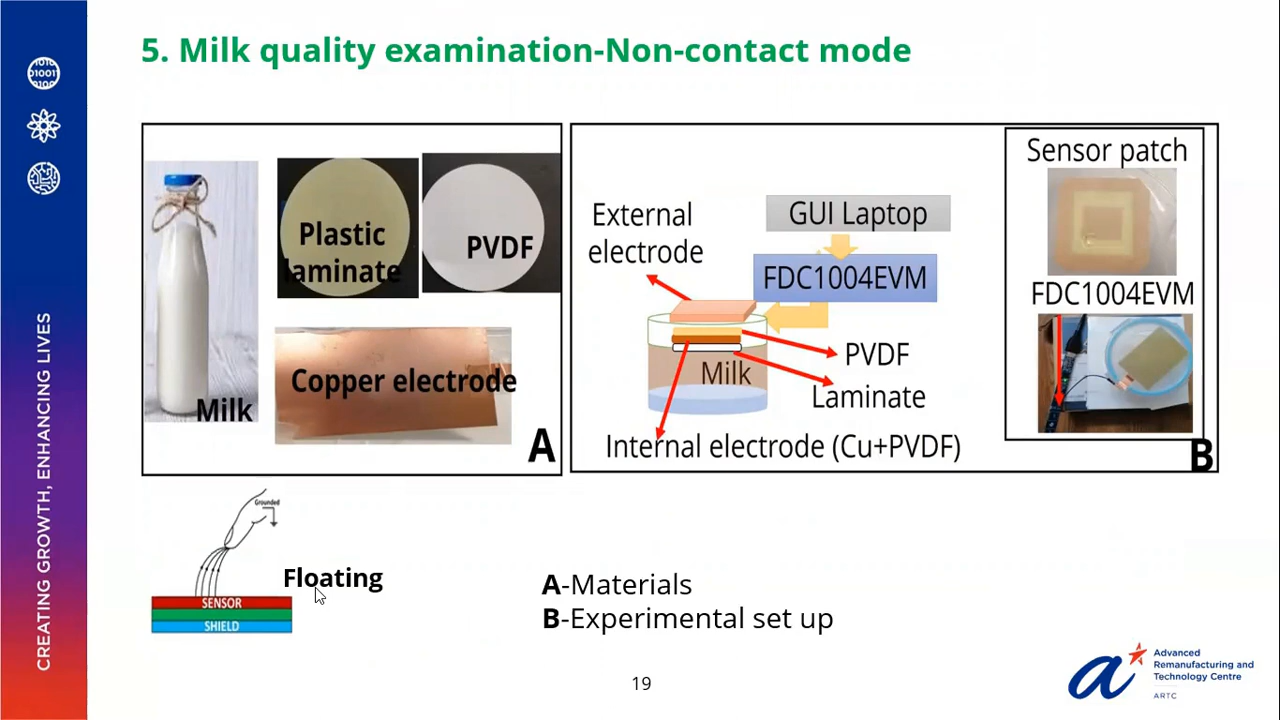 5. Milk quality examination-Non-contact mode
Plastic
laminate
PVDF
Milk
Copper electrode
A
Sensor patch
External
electrode
GUI Laptop
FDC1004EVM
FDC1004EVM
PVDF
Milk
Laminate
Internal electrode (Cu+PVDF)
B
Grounded
Floating
SENSOR
SHIELD
A-Materials
B-Experimental set up
19
CREATING GROWTH, ENHANCING LIVES
Advanced
Remanufacturing and
Technology Centre
ARTC